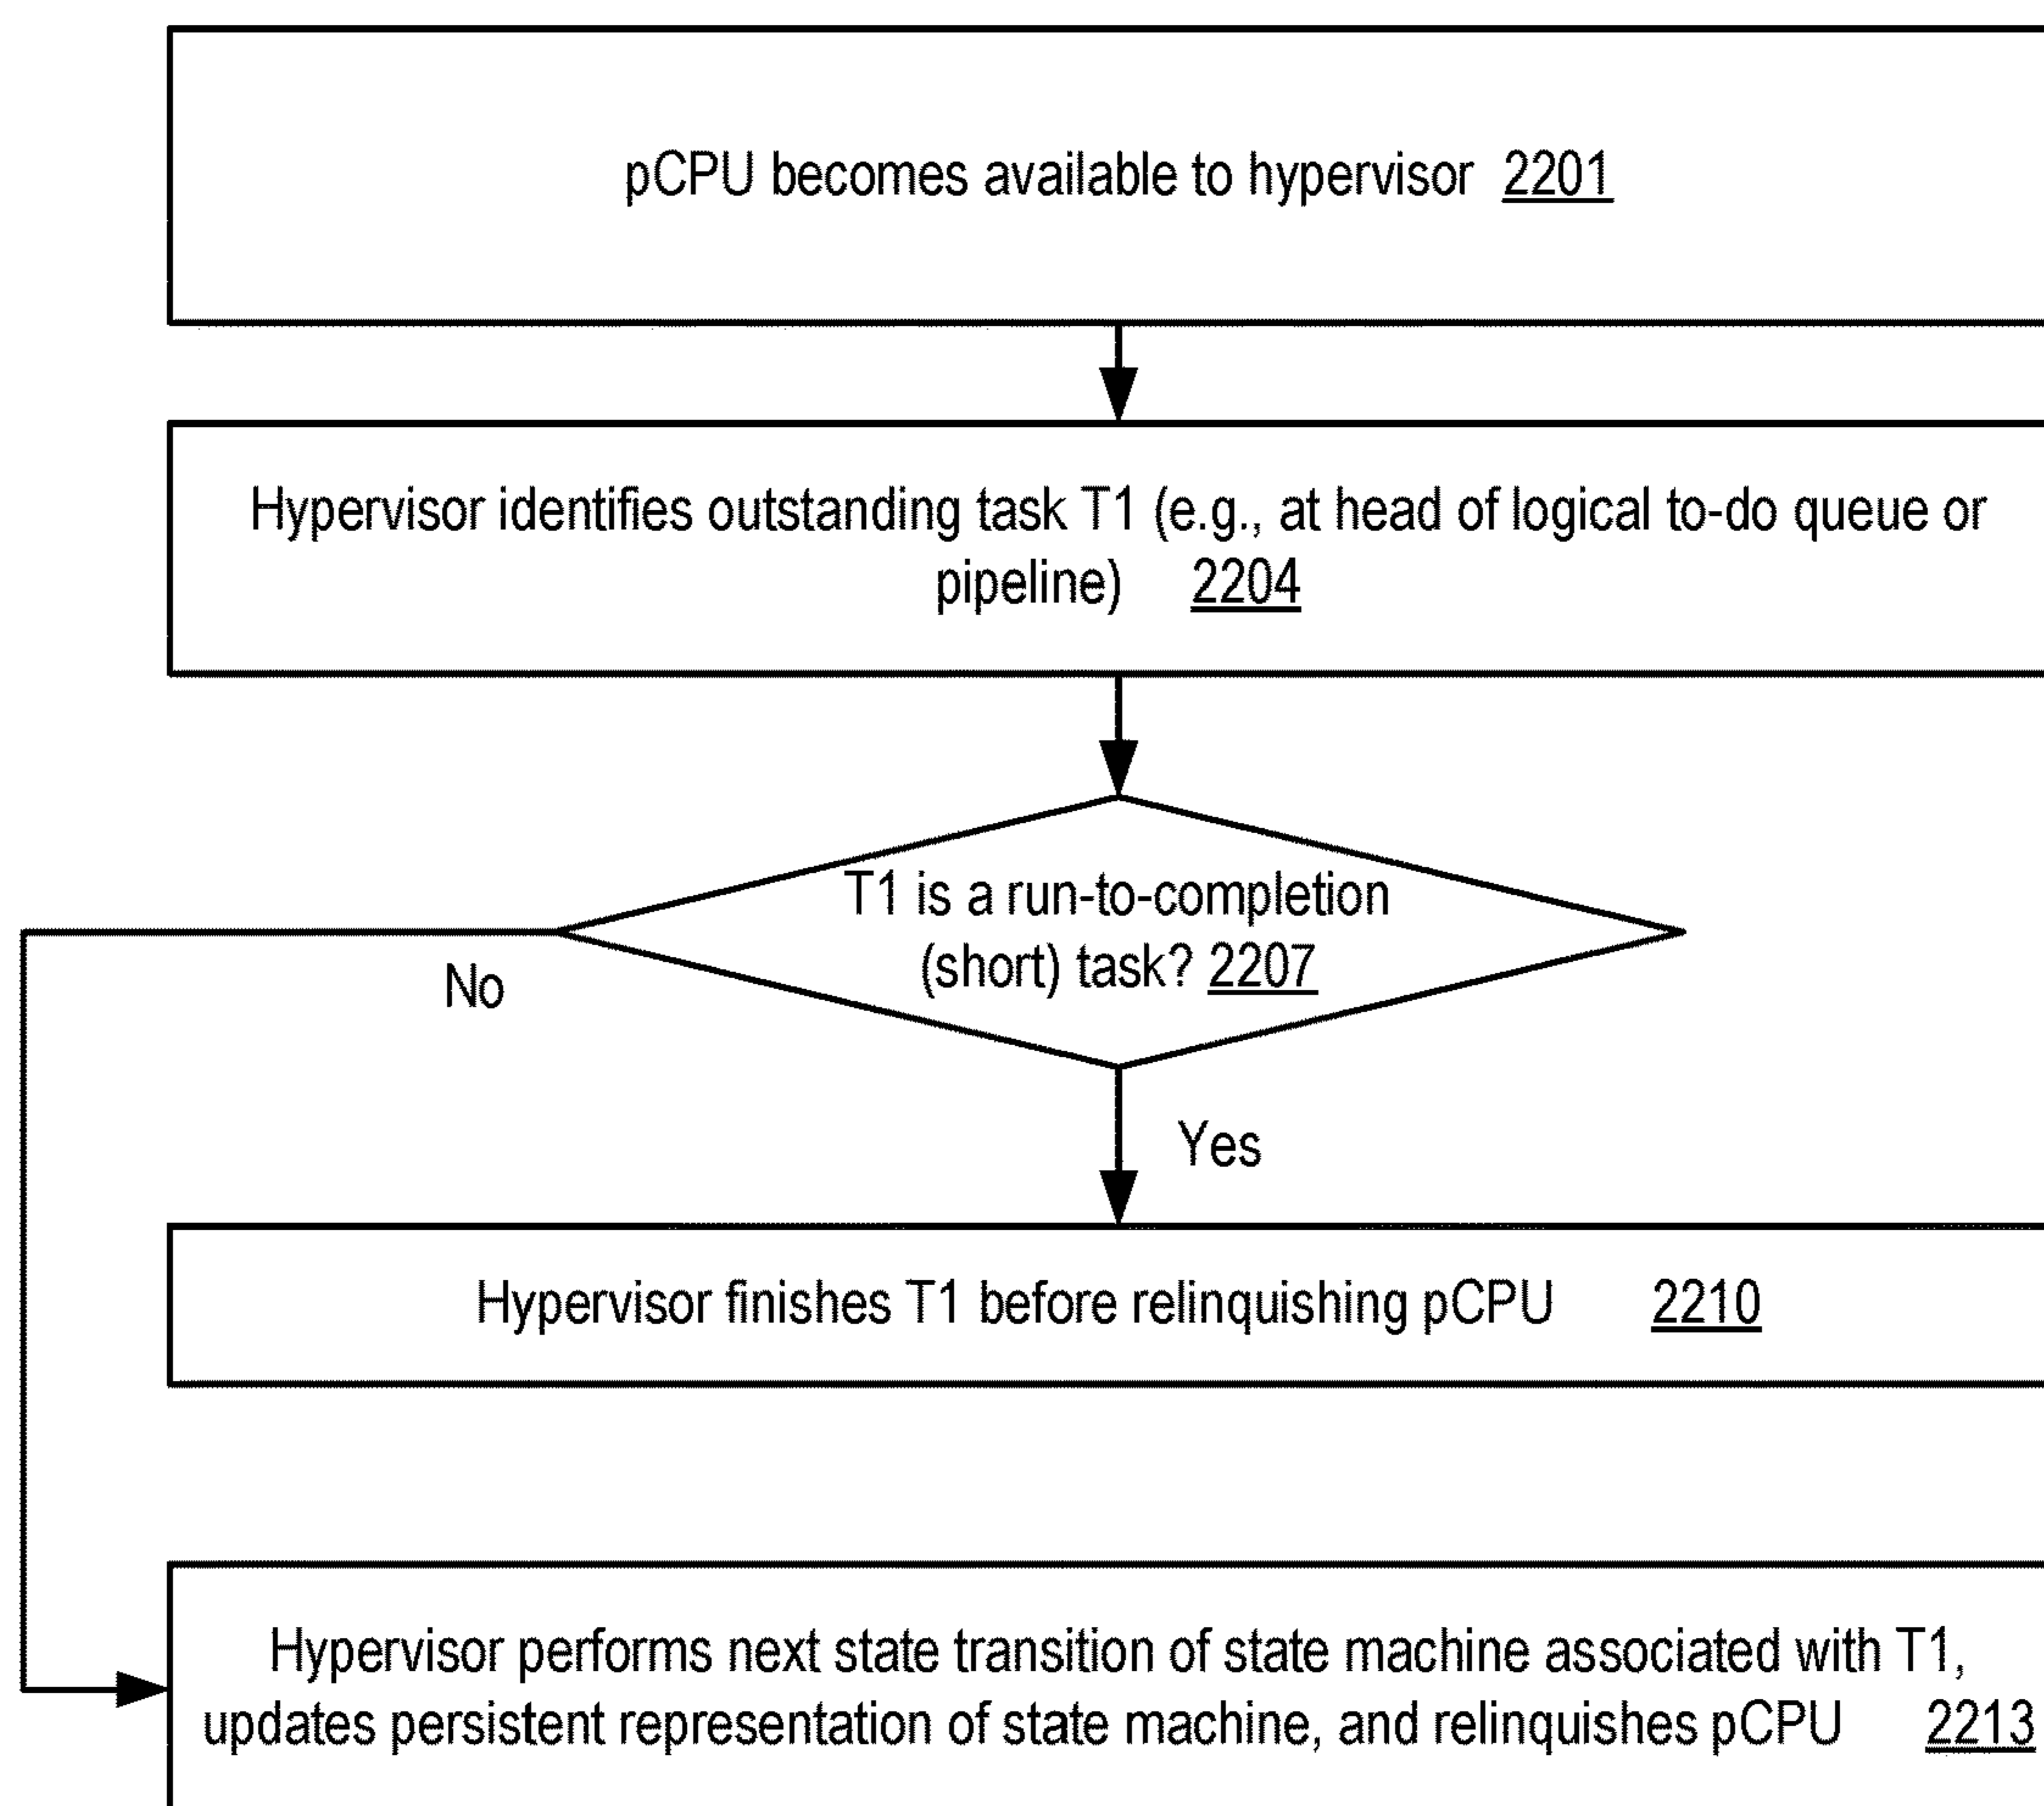 pCPU becomes available to hypervisor 2201
Hypervisor identifies outstanding task T1 (e.g., at head of logical to-do queue or
pipeline) 2204
T1 is a run-to-completion
(short) task? 2207
No
Yes
Hypervisor finishes T1 before relinquishing pCPU 2210
Hypervisor performs next state transition of state machine associated with T1,
updates persistent representation of state machine, and relinquishes pCPU 2213